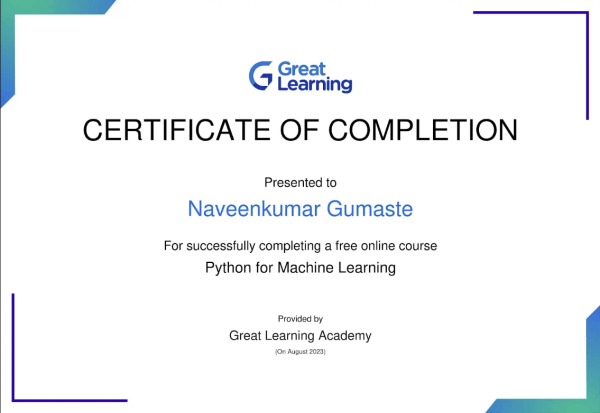 Great
Learning
CERTIFICATE OF COMPLETION
Presented to
Naveenkumar Gumaste
For successfully completing a free online course
Python for Machine Learning
Provided by
Great Learning Academy
(On August 2023)